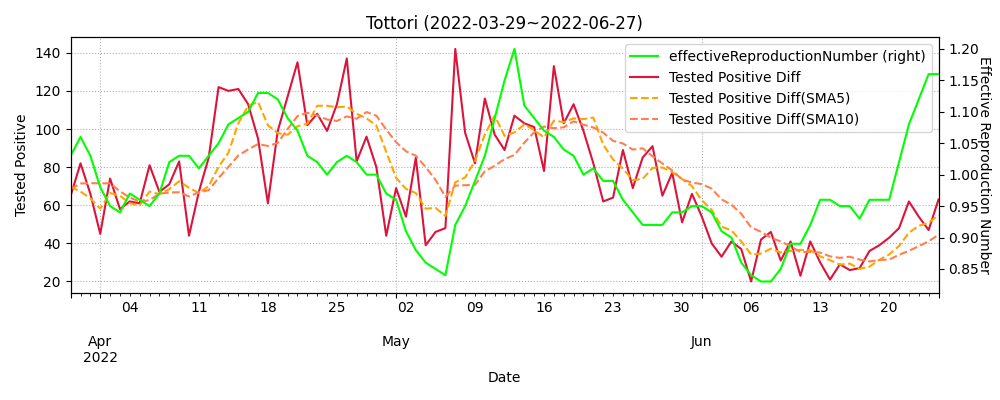 Tottori (2022-03-29~2022-06-27)
effectiveReproductionNumber (right)
Tested Positive Diff
Tested Positive Diff(SMA5)
Tested Positive Diff(SMA10)
Tested Positive
140
120
100
80
60
40
20
1.20
1.15
1.10
1.05
1.00
0.95
0.90
0.85
Effective Reproduction Number
04 11 18 25 02 09 16 23 30 06 13 20
Apr May Jun
2022
Date